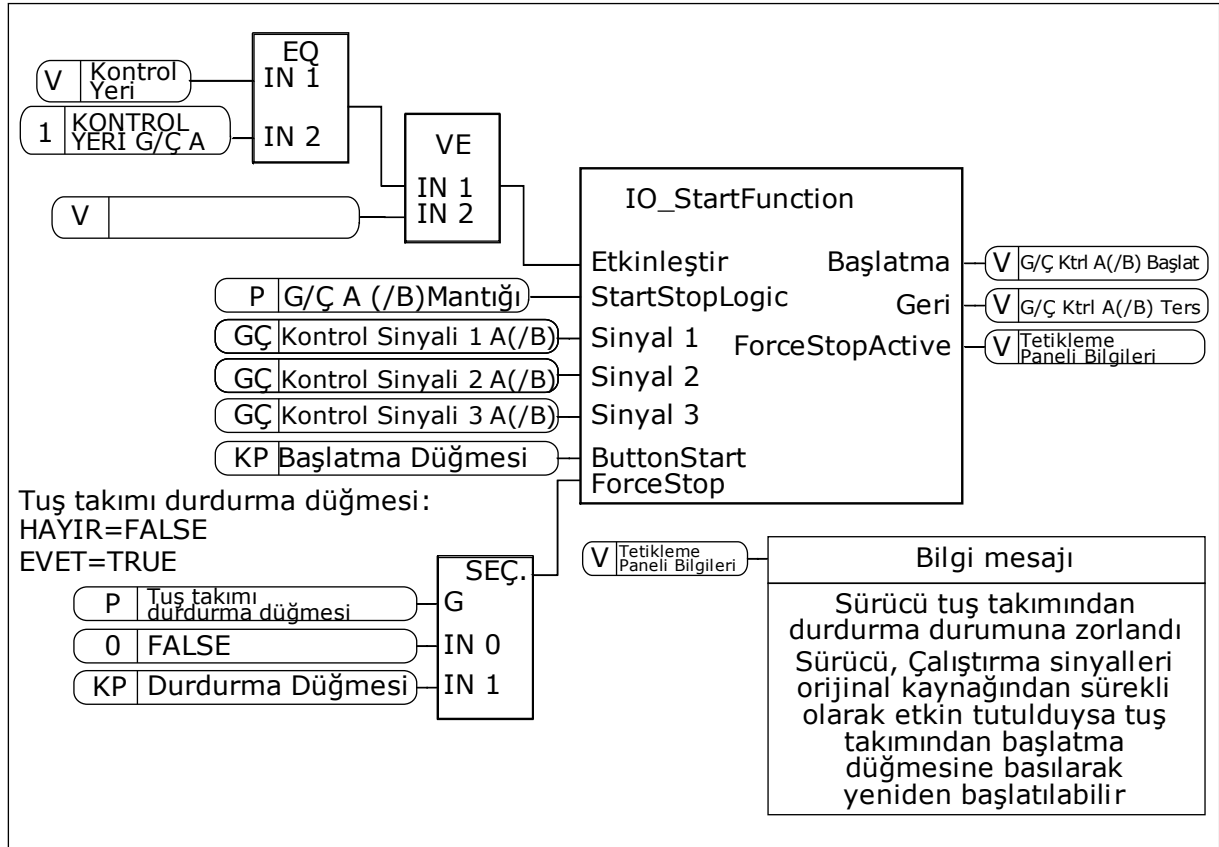 EQ
V Kontrol
Yeri
IN 1
1 KONTROL
YERI G/Ç A
IN 2
VE
IN 1
IN 2
V
IO_StartFunction
Etkinleştir
Başlatma
V G/Ç Ktrl A(/B) Başlat
P G/Ç A (/B)Mantığı
StartStopLogic
Geri
V G/Ç Ktrl A(/B) Ters
GÇ Kontrol Sinyali 1 A(/B)
Sinyal 1
ForceStopActive
V Tetikleme
Paneli Bilgileri
GÇ Kontrol Sinyali 2 A(/B)
Sinyal 2
GÇ Kontrol Sinyali 3 A(/B)
Sinyal 3
KP Başlatma Düğmesi
ButtonStart
ForceStop
Tuş takımı durdurma düğmesi:
HAYIR=FALSE
EVET=TRUE
SEÇ.
P Tuş takımı
durdurma düğmesi
G
0 FALSE
IN 0
KP Durdurma Düğmesi
IN 1
V Tetikleme
Paneli Bilgileri
Bilgi mesajı
Sürücü tuş takımından
durdurma durumuna zorlandı
Sürücü, Çalıştırma sinyalleri
orijinal kaynağından sürekli
olarak etkin tutulduysa tuş
takımından başlatma
düğmesine basılarak
yeniden başlatılabilir